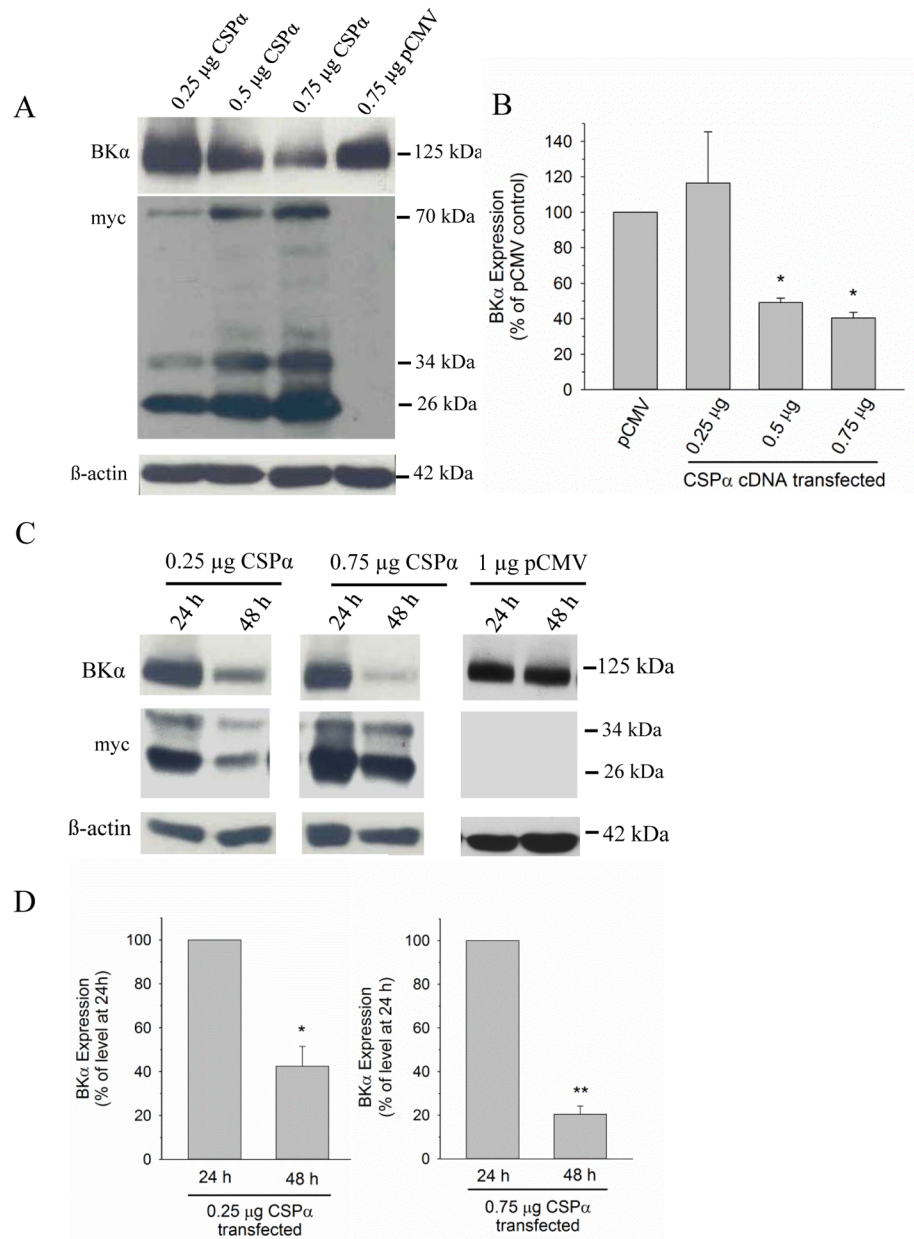 A
0.25 µg CSPα
0.5 µg CSPα
0.75 µg CSPα
0.75 µg pCMV
BKα
125 kDa
myc
70 kDa
34 kDa
26 kDa
ß-actin
42 kDa
B
BKα Expression
(% of pCMV control)
140
120
100
80
60
40
20
0
*
*
pCMV
0.25 µg
0.5 µg
0.75 µg
CSPα cDNA transfected
C
0.25 µg CSPα
0.75 µg CSPα
1 µg pCMV
24 h
48 h
24 h
48 h
24 h
48 h
BKα
125 kDa
myc
34 kDa
26 kDa
ß-actin
42 kDa
D
BKα Expression
(% of level at 24h)
100
80
60
40
20
0
*
24 h
48 h
0.25 µg CSPα
transfected
BKα Expression
(% of level at 24 h)
100
80
60
40
20
0
**
24 h
48 h
0.75 µg CSPα
transfected